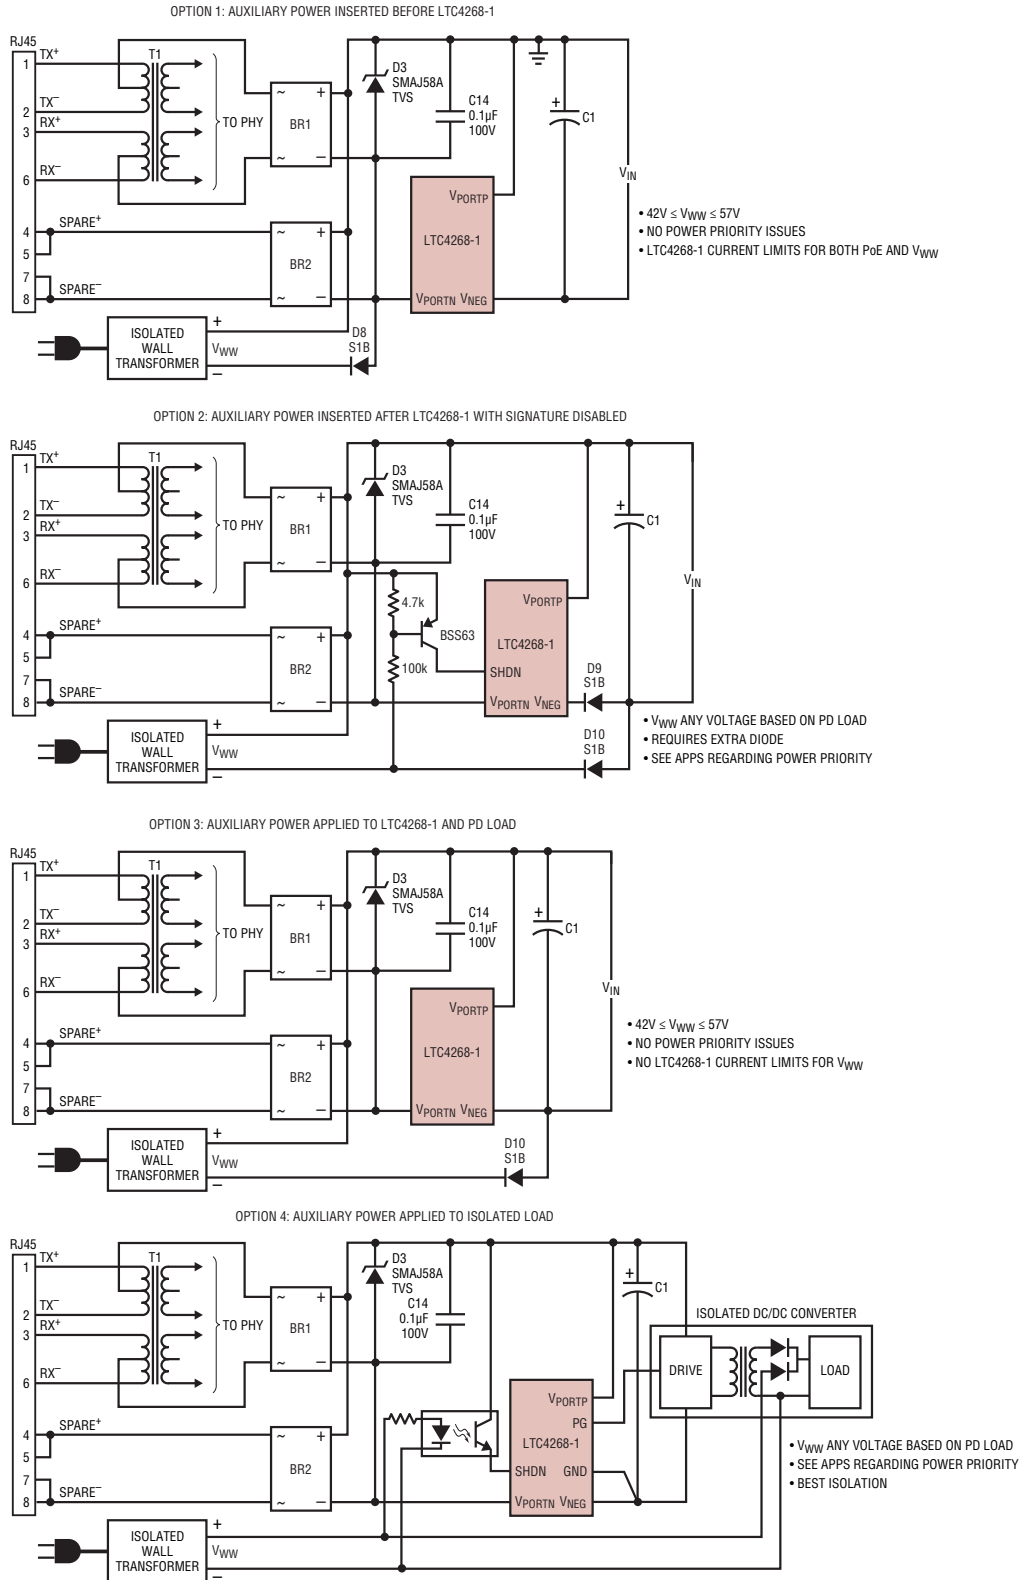 OPTION 1: AUXILIARY POWER INSERTED BEFORE LTC4268-1
RJ45
1
TX+
2
TX–
3
RX+
6
RX–
4
SPARE+
5
7
8
SPARE–
T1
TO PHY
~ +
BR1
~ –
~ +
BR2
~ –
D3
SMAJ58A
TVS
C14
0.1µF
100V
+
C1
VIN
VPORTP
LTC4268-1
VPORTN VNEG
ISOLATED
WALL
TRANSFORMER
+
VWW
–
D8
S1B
• 42V ≤ VWW ≤ 57V
• NO POWER PRIORITY ISSUES
• LTC4268-1 CURRENT LIMITS FOR BOTH PoE AND VWW
OPTION 2: AUXILIARY POWER INSERTED AFTER LTC4268-1 WITH SIGNATURE DISABLED
RJ45
1
TX+
2
TX–
3
RX+
6
RX–
4
SPARE+
5
7
8
SPARE–
T1
TO PHY
~ +
BR1
~ –
~ +
BR2
~ –
D3
SMAJ58A
TVS
C14
0.1µF
100V
4.7k
100k
BSS63
+
C1
VIN
VPORTP
LTC4268-1
SHDN
VPORTN VNEG
D9
S1B
D10
S1B
ISOLATED
WALL
TRANSFORMER
+
VWW
–
• VWW ANY VOLTAGE BASED ON PD LOAD
• REQUIRES EXTRA DIODE
• SEE APPS REGARDING POWER PRIORITY
OPTION 3: AUXILIARY POWER APPLIED TO LTC4268-1 AND PD LOAD
RJ45
1
TX+
2
TX–
3
RX+
6
RX–
4
SPARE+
5
7
8
SPARE–
T1
TO PHY
~ +
BR1
~ –
~ +
BR2
~ –
D3
SMAJ58A
TVS
C14
0.1µF
100V
+
C1
VIN
VPORTP
LTC4268-1
VPORTN VNEG
D10
S1B
ISOLATED
WALL
TRANSFORMER
+
VWW
–
• 42V ≤ VWW ≤ 57V
• NO POWER PRIORITY ISSUES
• NO LTC4268-1 CURRENT LIMITS FOR VWW
OPTION 4: AUXILIARY POWER APPLIED TO ISOLATED LOAD
RJ45
1
TX+
2
TX–
3
RX+
6
RX–
4
SPARE+
5
7
8
SPARE–
T1
TO PHY
~ +
BR1
~ –
~ +
BR2
~ –
D3
SMAJ58A
TVS
C14
0.1µF
100V
+
C1
ISOLATED DC/DC CONVERTER
DRIVE
LOAD
VPORTP
PG
LTC4268-1
SHDN GND
VPORTN VNEG
ISOLATED
WALL
TRANSFORMER
+
VWW
–
• VWW ANY VOLTAGE BASED ON PD LOAD
• SEE APPS REGARDING POWER PRIORITY
• BEST ISOLATION